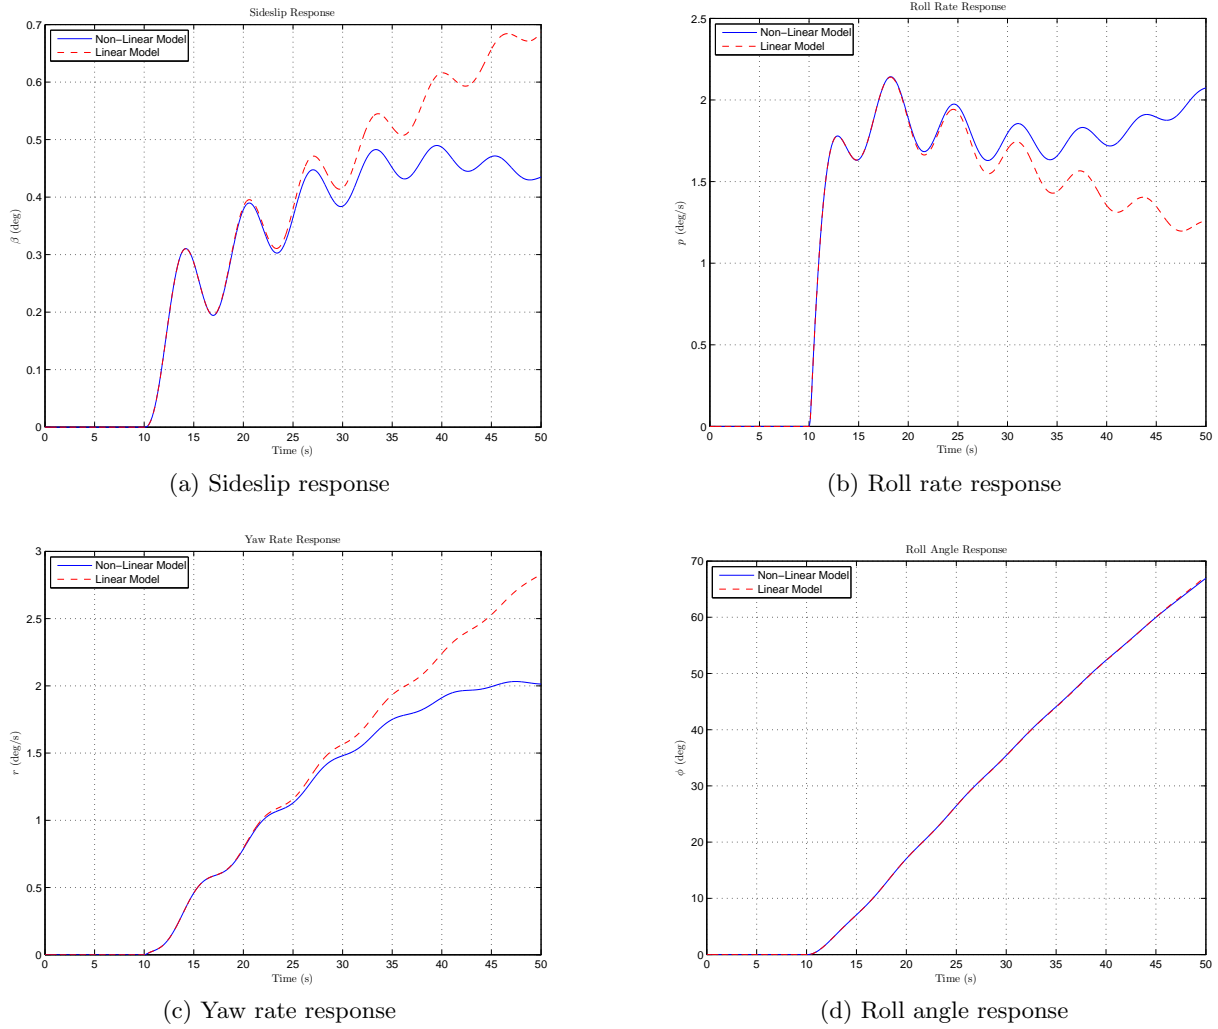 Sideslip Response
0.7
0.6
0.5
0.4
0.3
0.2
0.1
0
β (deg)
Non−Linear Model
Linear Model
0 5 10 15 20 25 30 35 40 45 50
Time (s)
(a) Sideslip response
Roll Rate Response
2.5
2
1.5
1
0.5
0
p (deg/s)
Non−Linear Model
Linear Model
0 5 10 15 20 25 30 35 40 45 50
Time (s)
(b) Roll rate response
Yaw Rate Response
3
2.5
2
1.5
1
0.5
0
r (deg/s)
Non−Linear Model
Linear Model
0 5 10 15 20 25 30 35 40 45 50
Time (s)
(c) Yaw rate response
Roll Angle Response
70
60
50
40
30
20
10
0
ϕ (deg)
Non−Linear Model
Linear Model
0 5 10 15 20 25 30 35 40 45 50
Time (s)
(d) Roll angle response